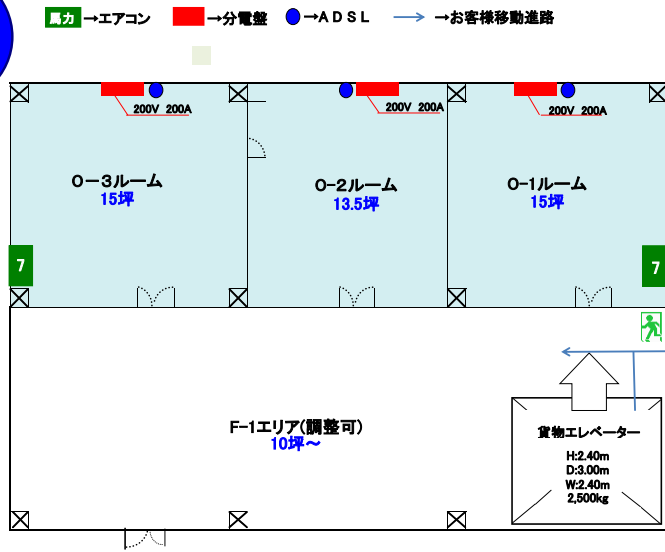 馬力 →エアコン →分電盤 →ADSL →お客様移動進路
200V 200A
200V 200A
200V 200A
O-3ルーム
15坪
O-2ルーム
13.5坪
O-1ルーム
15坪
7
7
F-1エリア(調整可)
10坪～
貨物エレベーター
H:2.40m
D:3.00m
W:2.40m
2,500kg